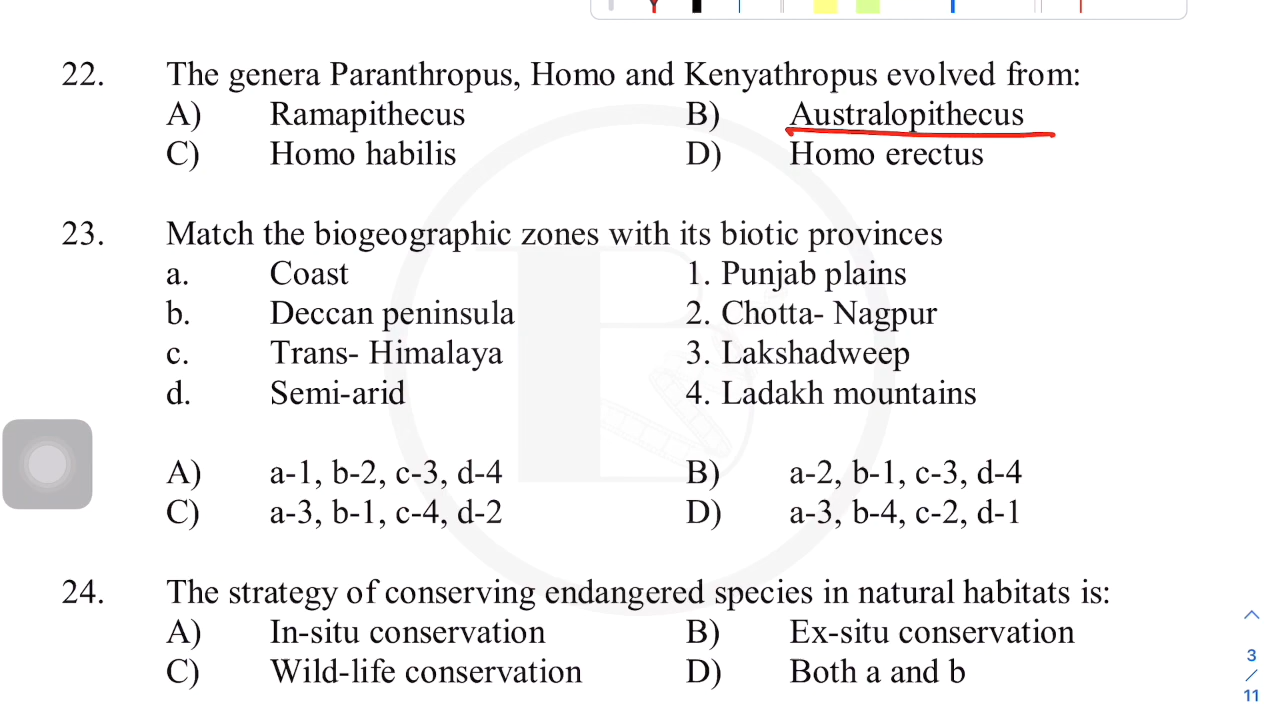 22. The genera Paranthropus, Homo and Kenyathropus evolved from:
A) Ramapithecus B) Australopithecus
C) Homo habilis D) Homo erectus
23. Match the biogeographic zones with its biotic provinces
a. Coast 1. Punjab plains
b. Deccan peninsula 2. Chotta- Nagpur
c. Trans- Himalaya 3. Lakshadweep
d. Semi-arid 4. Ladakh mountains
A) a-1, b-2, c-3, d-4 B) a-2, b-1, c-3, d-4
C) a-3, b-1, c-4, d-2 D) a-3, b-4, c-2, d-1
24. The strategy of conserving endangered species in natural habitats is:
A) In-situ conservation B) Ex-situ conservation
C) Wild-life conservation D) Both a and b
3
/
11